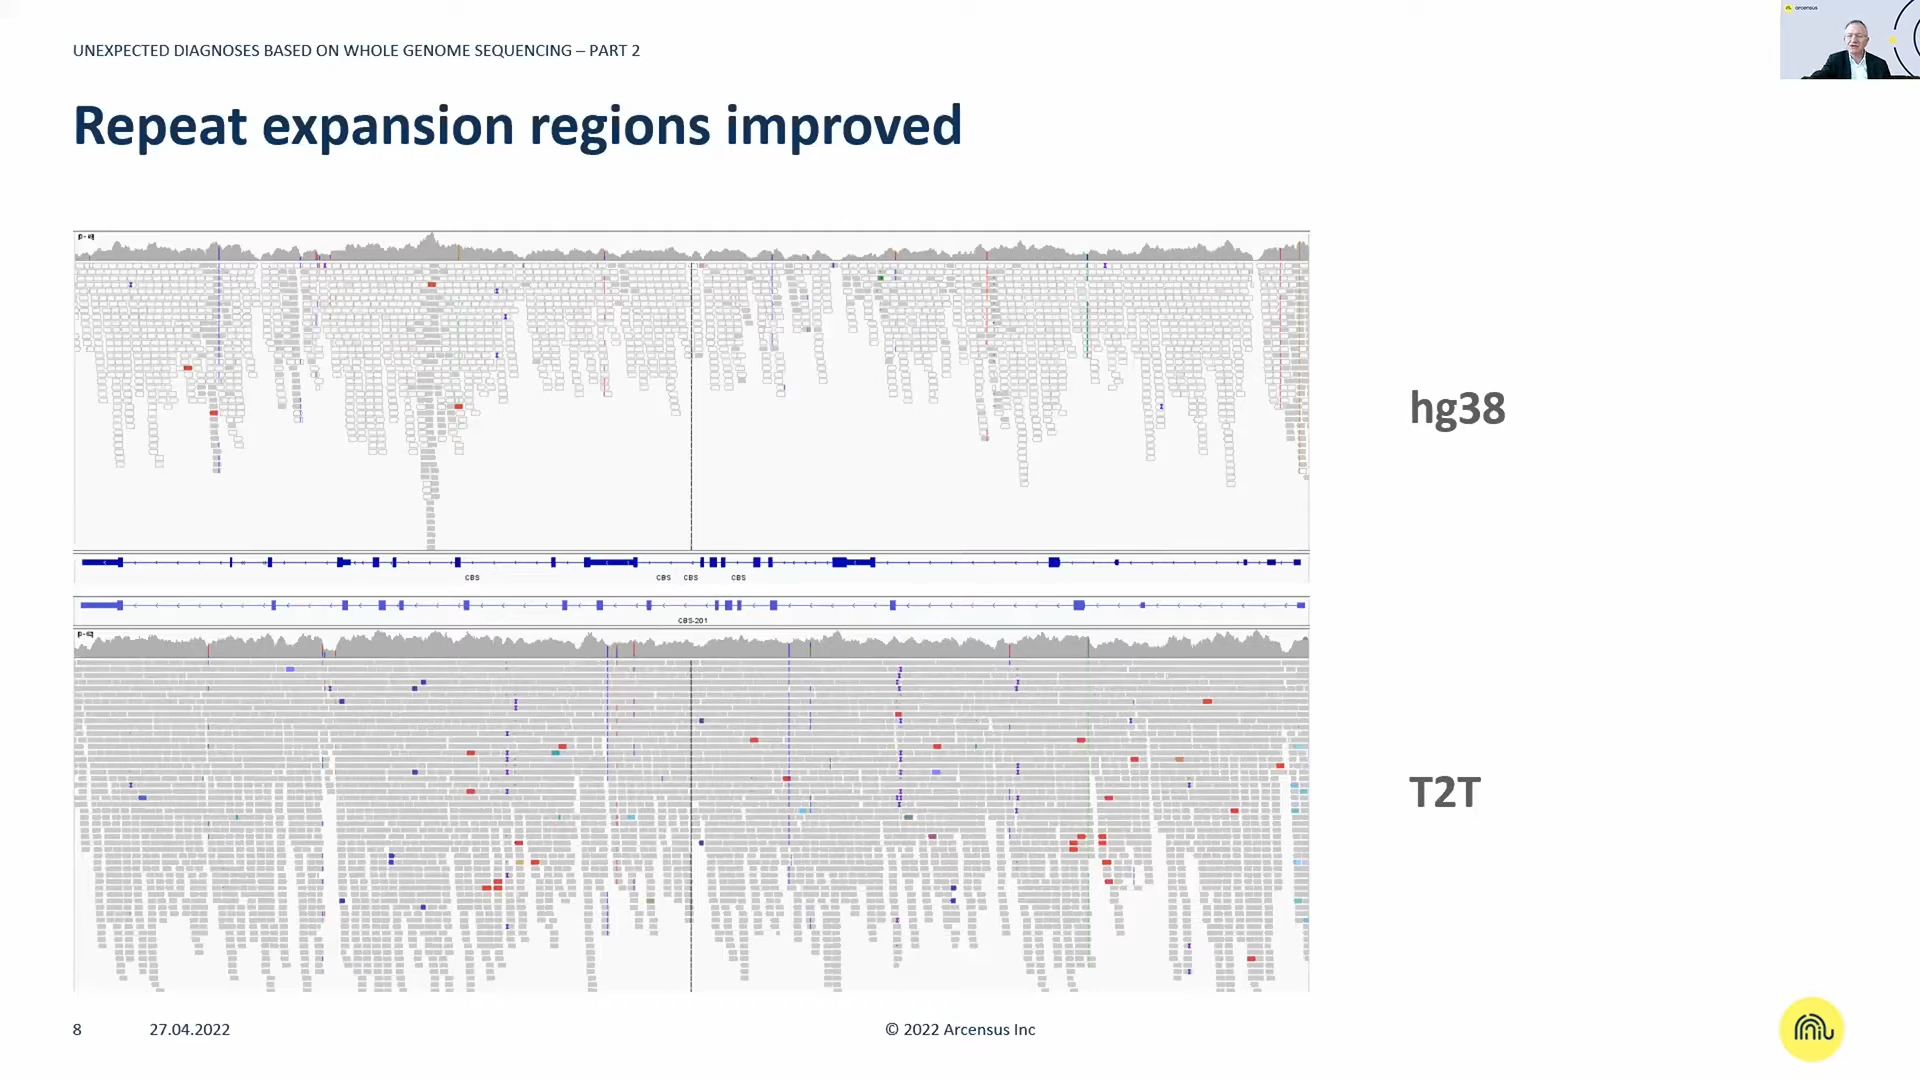 arcensus
UNEXPECTED DIAGNOSES BASED ON WHOLE GENOME SEQUENCING – PART 2
Repeat expansion regions improved
hg38
CBS CBS CBS CBS
CBS-201
T2T
8 27.04.2022 © 2022 Arcensus Inc